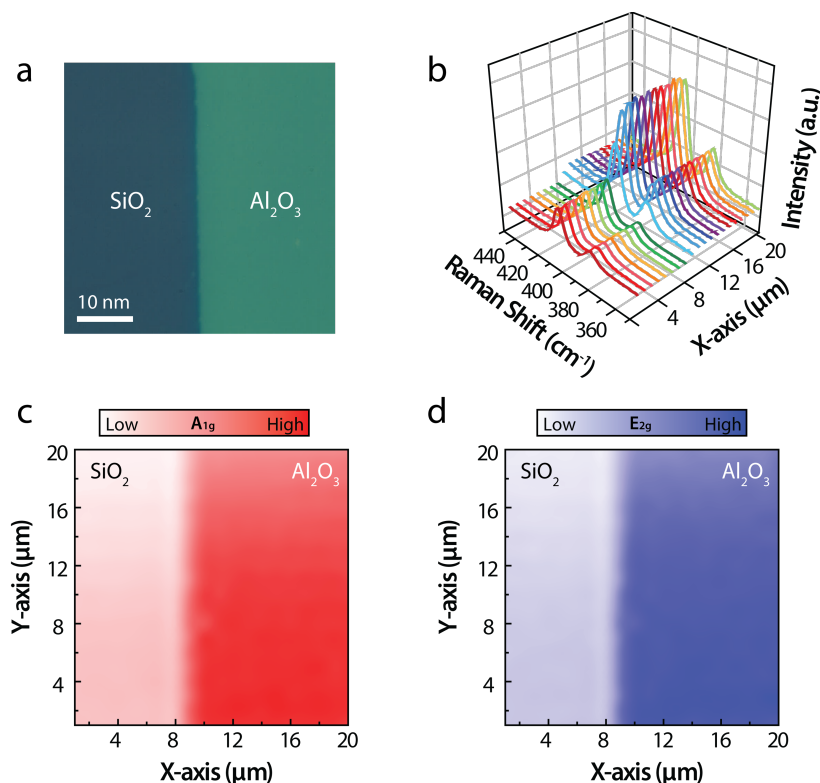 a
SiO₂
Al₂O₃
10 nm
b
Intensity (a.u.)
440
420
400
380
360
Raman Shift (cm⁻¹)
4
8
12
16
20
X-axis (μm)
c
Low A₁g High
SiO₂
Al₂O₃
20
16
12
8
4
Y-axis (μm)
4 8 12 16 20
X-axis (μm)
d
Low E₂g High
SiO₂
Al₂O₃
20
16
12
8
4
Y-axis (μm)
4 8 12 16 20
X-axis (μm)